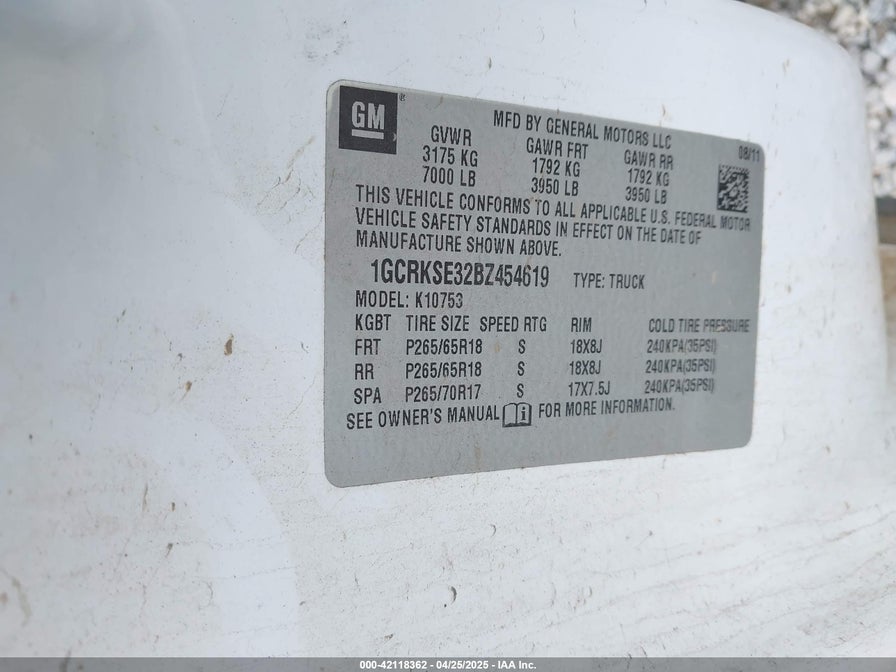 GM®
MFD BY GENERAL MOTORS LLC
08/11
GVWR GAWR FRT GAWR RR
3175 KG 1792 KG 1792 KG
7000 LB 3950 LB 3950 LB
THIS VEHICLE CONFORMS TO ALL APPLICABLE U.S. FEDERAL MOTOR
VEHICLE SAFETY STANDARDS IN EFFECT ON THE DATE OF
MANUFACTURE SHOWN ABOVE.
1GCRKSE32BZ454619 TYPE: TRUCK
MODEL: K10753
KGBT TIRE SIZE SPEED RTG RIM COLD TIRE PRESSURE
FRT P265/65R18 S 18X8J 240KPA(35PSI)
RR P265/65R18 S 18X8J 240KPA(35PSI)
SPA P265/70R17 S 17X7.5J 240KPA(35PSI)
SEE OWNER'S MANUAL FOR MORE INFORMATION.
000-42118362 - 04/25/2025 - IAA Inc.